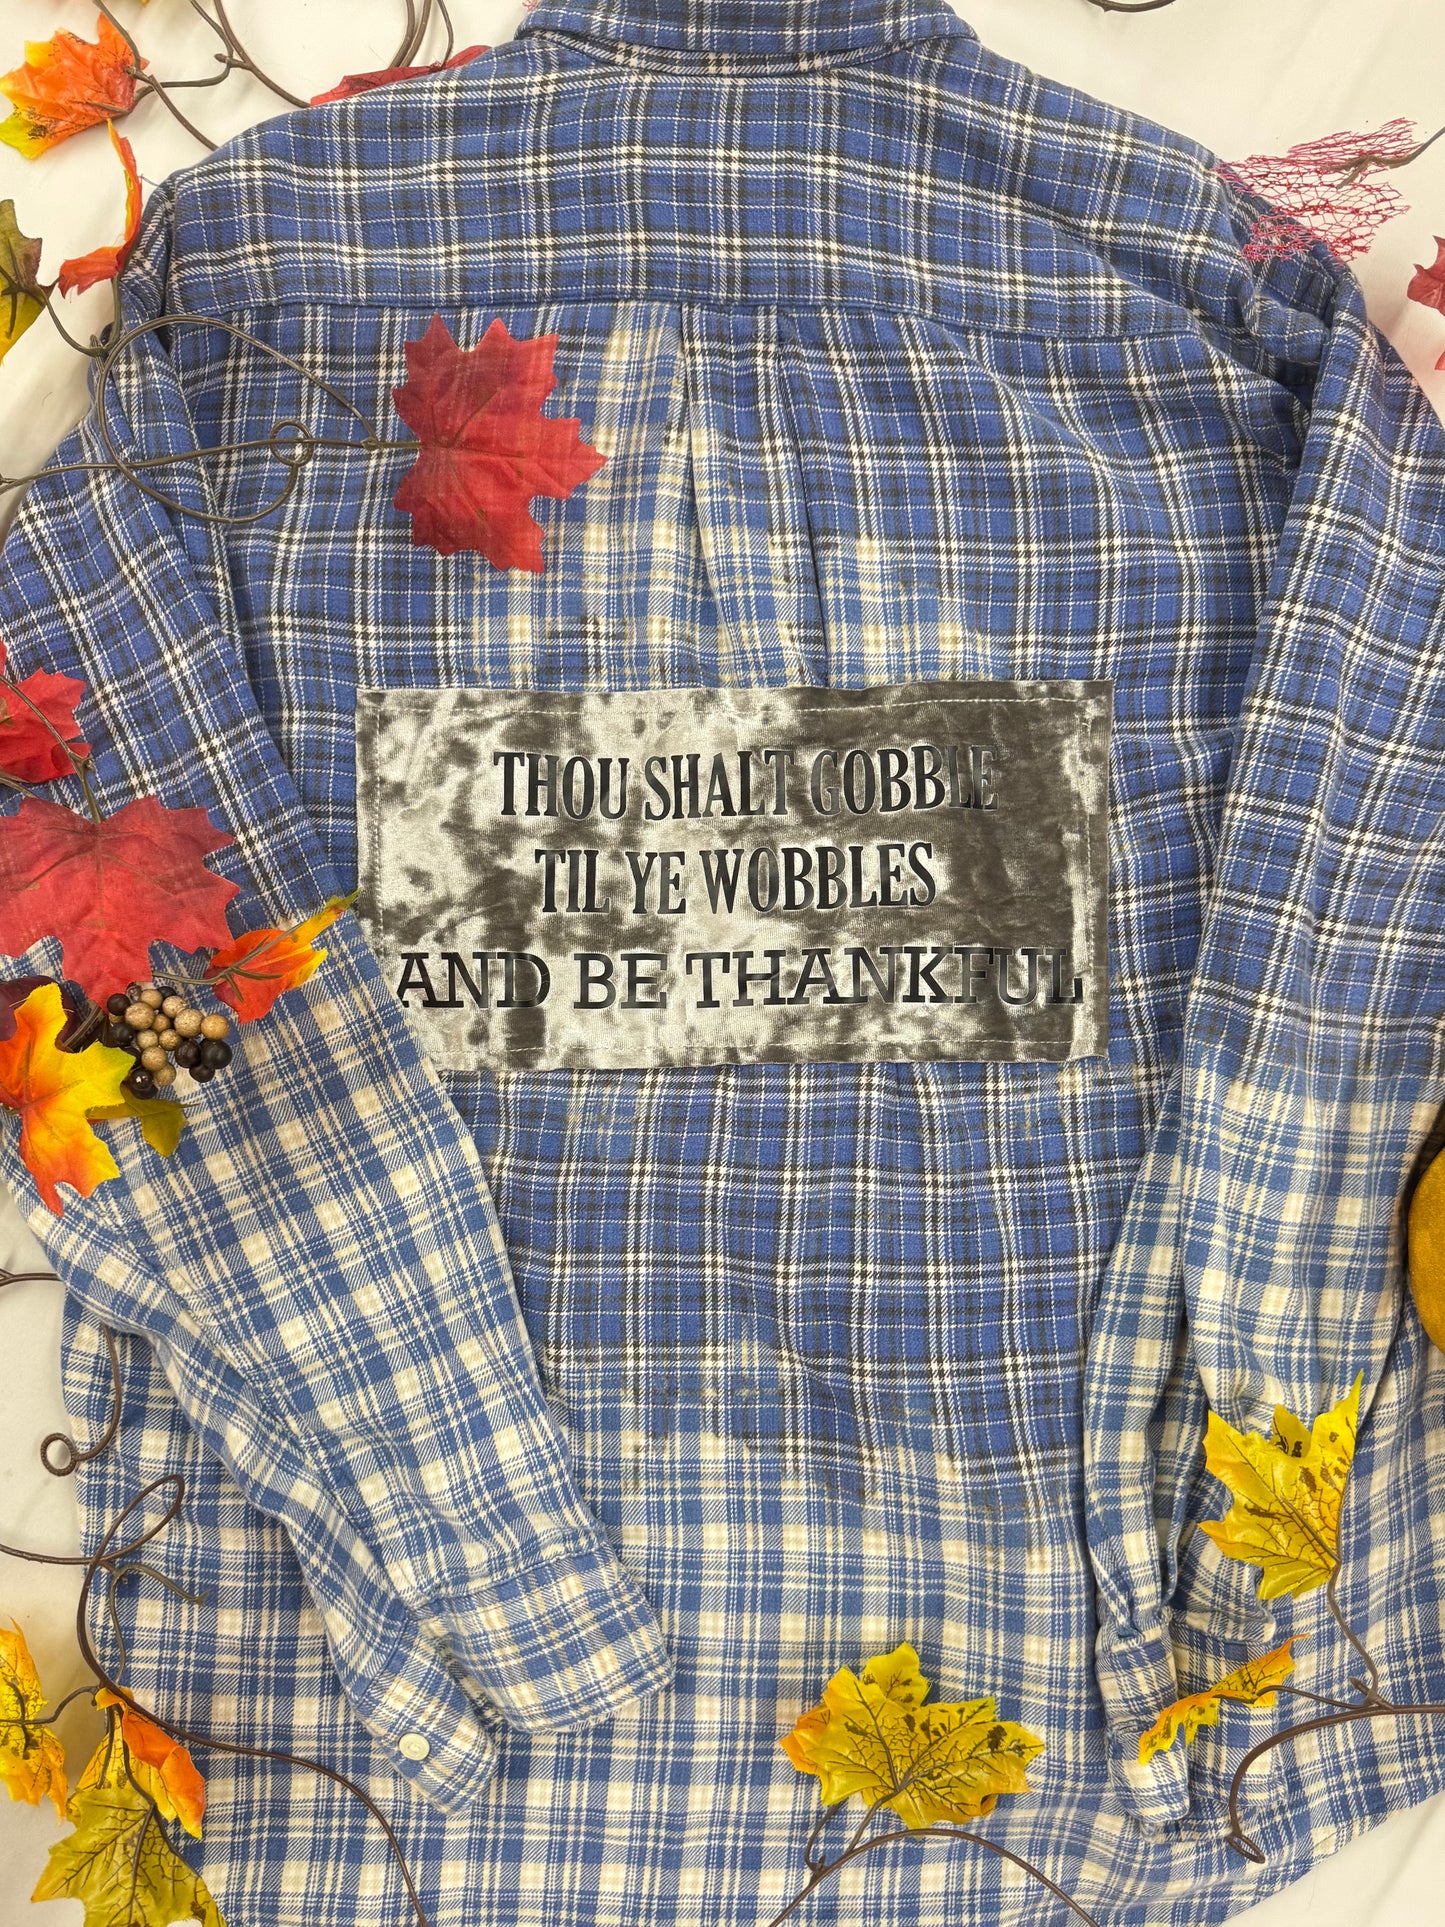 THOU SHALT GOBBLE
TIL YE WOBBLES
AND BE THANKFUL